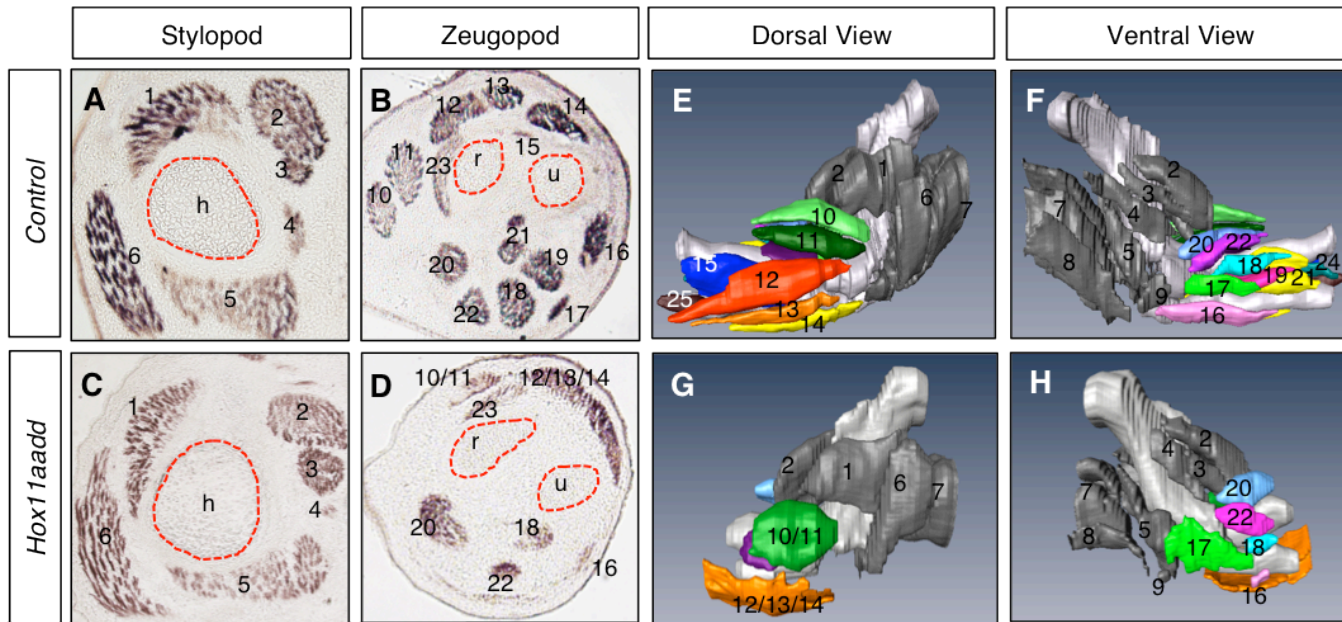 Stylopod Zeugopod Dorsal View Ventral View
Control
A 1 2 3 4 5 6 h
B 10 11 12 13 14 15 16 17 18 19 20 21 22 23 r u
E 1 2 6 7 10 11 12 13 14 15 25
F 1 2 3 4 5 7 8 9 16 17 18 19 20 21 22 24
Hox11aadd
C 1 2 3 4 5 6 h
D 10/11 12/13/14 23 r u 20 18 22 16
G 2 1 6 7 10/11 12/13/14
H 2 4 3 7 8 5 9 20 22 17 18 16